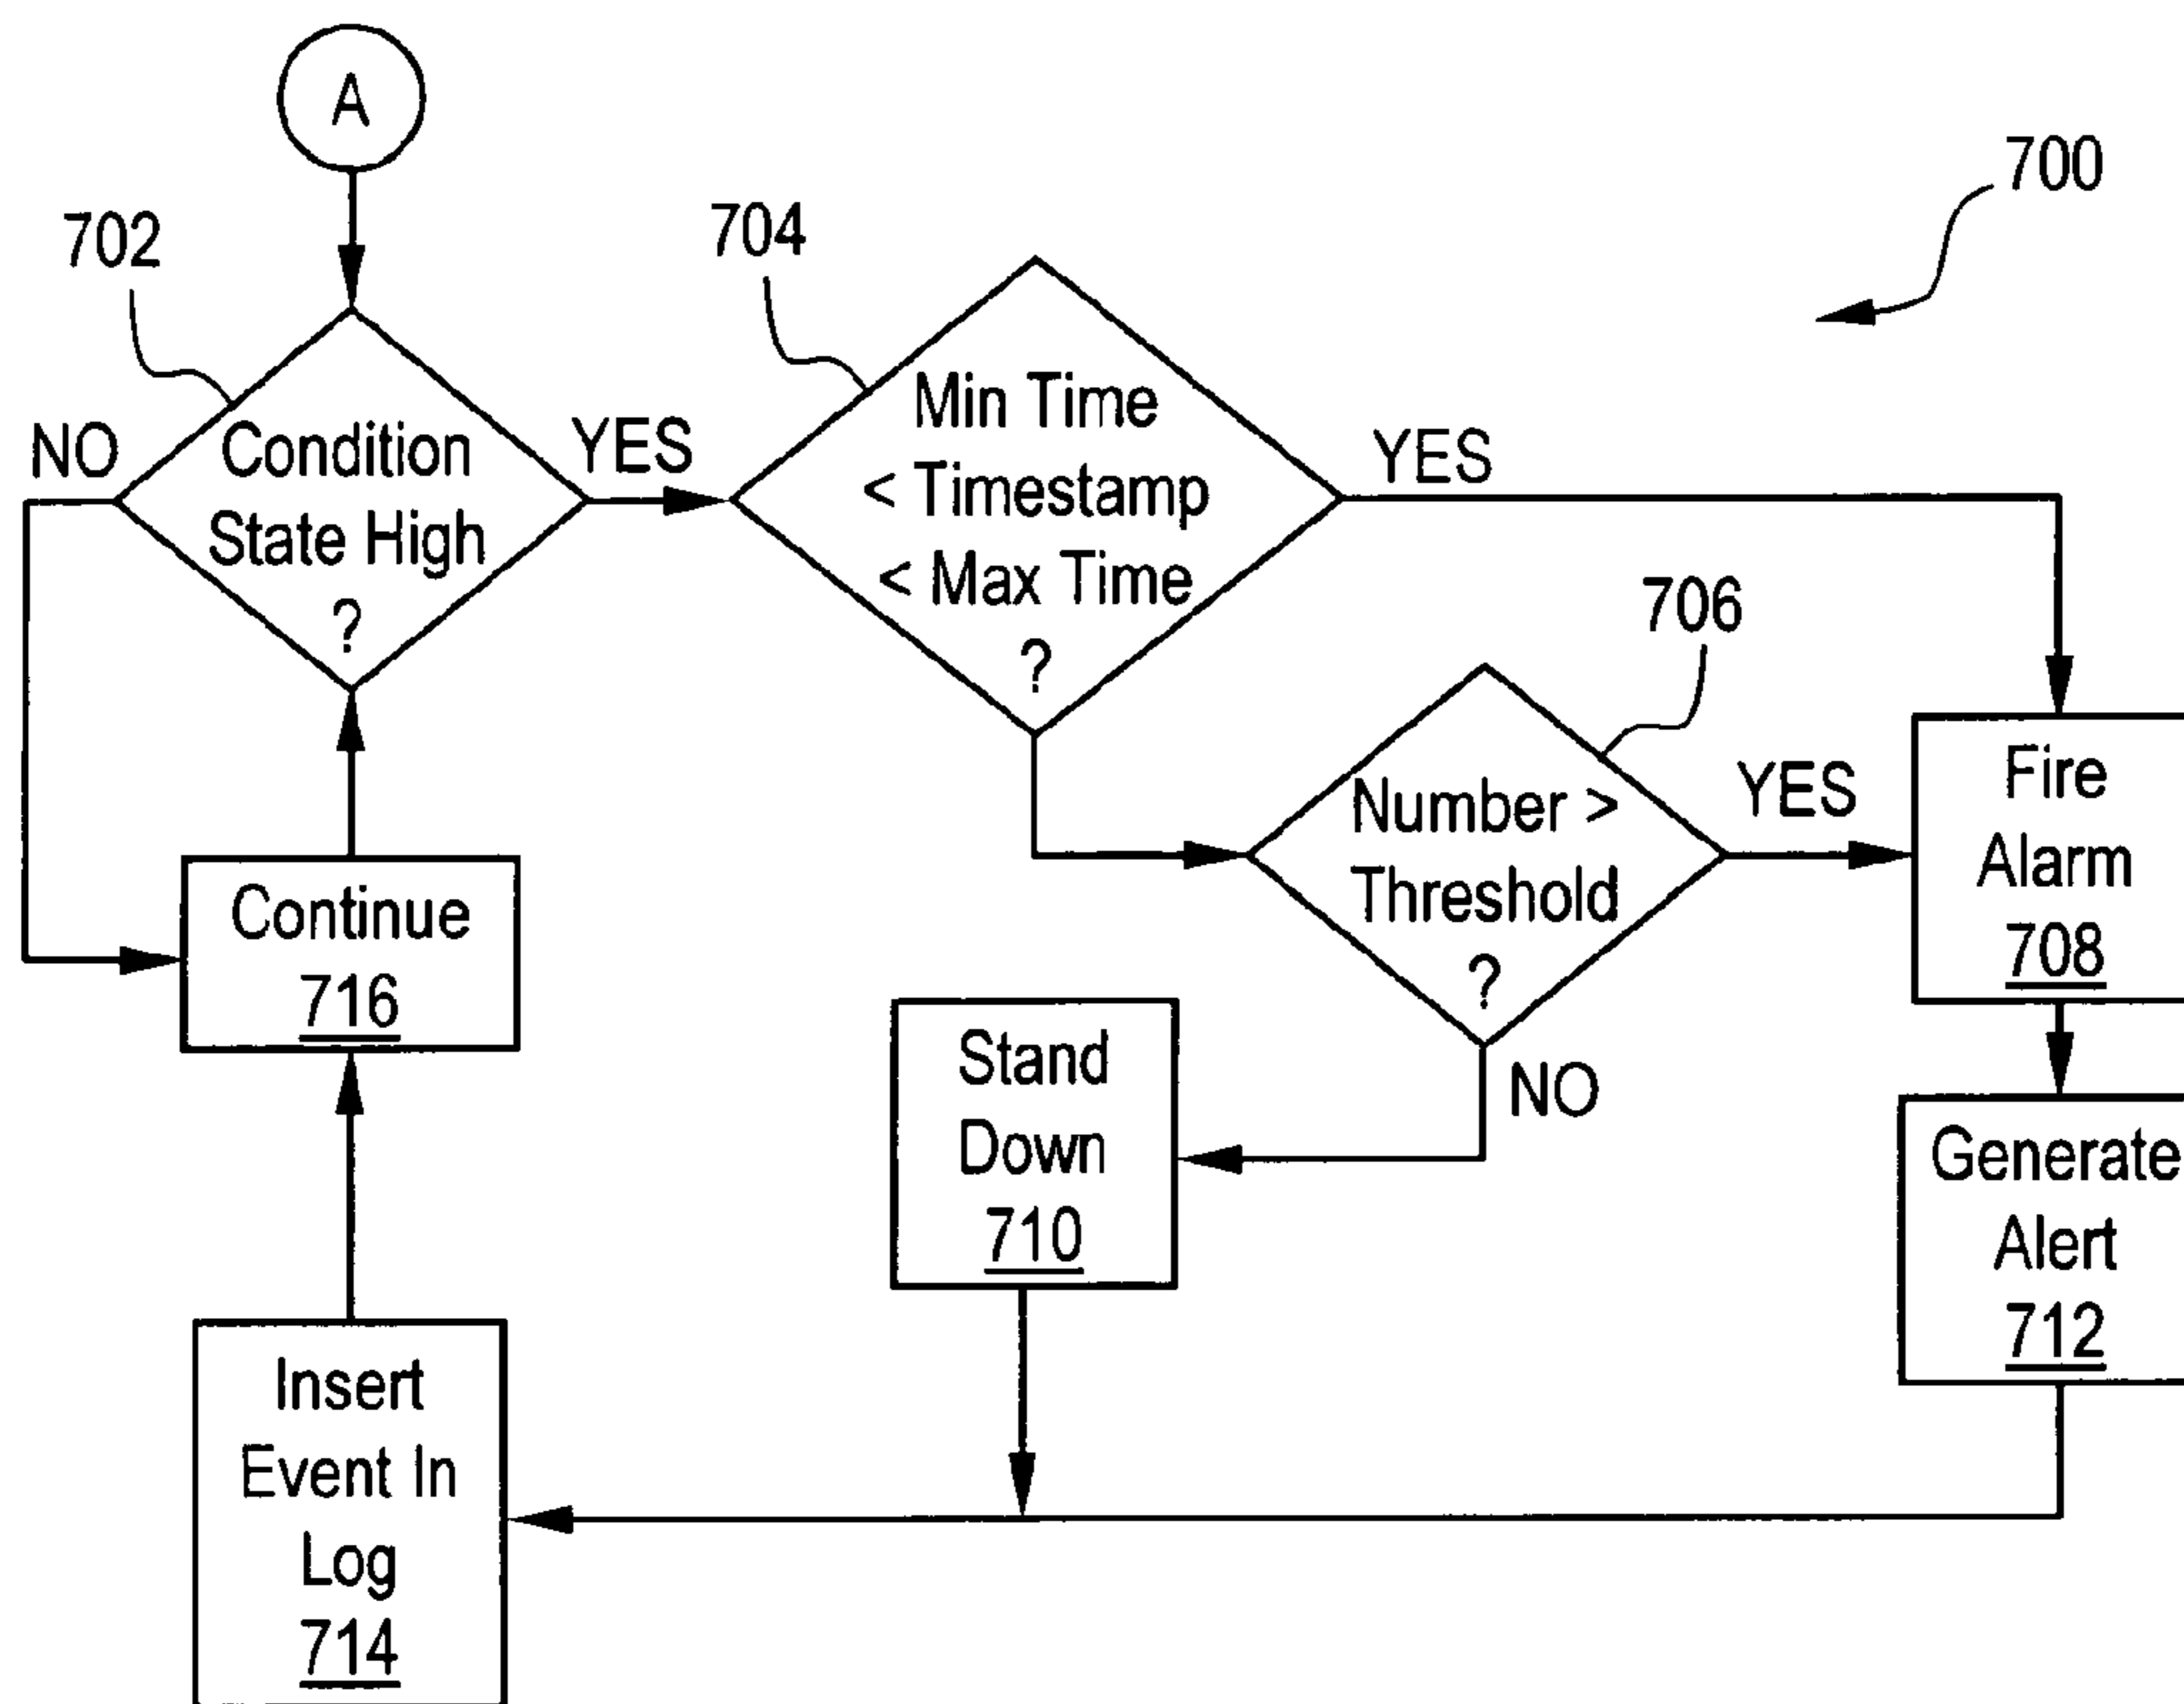 A
700
702
704
NO
Condition
State High
?
YES
Min Time
< Timestamp
< Max Time
?
YES
706
Number >
Threshold
?
YES
NO
Fire
Alarm
708
Continue
716
Stand
Down
710
Generate
Alert
712
Insert
Event In
Log
714